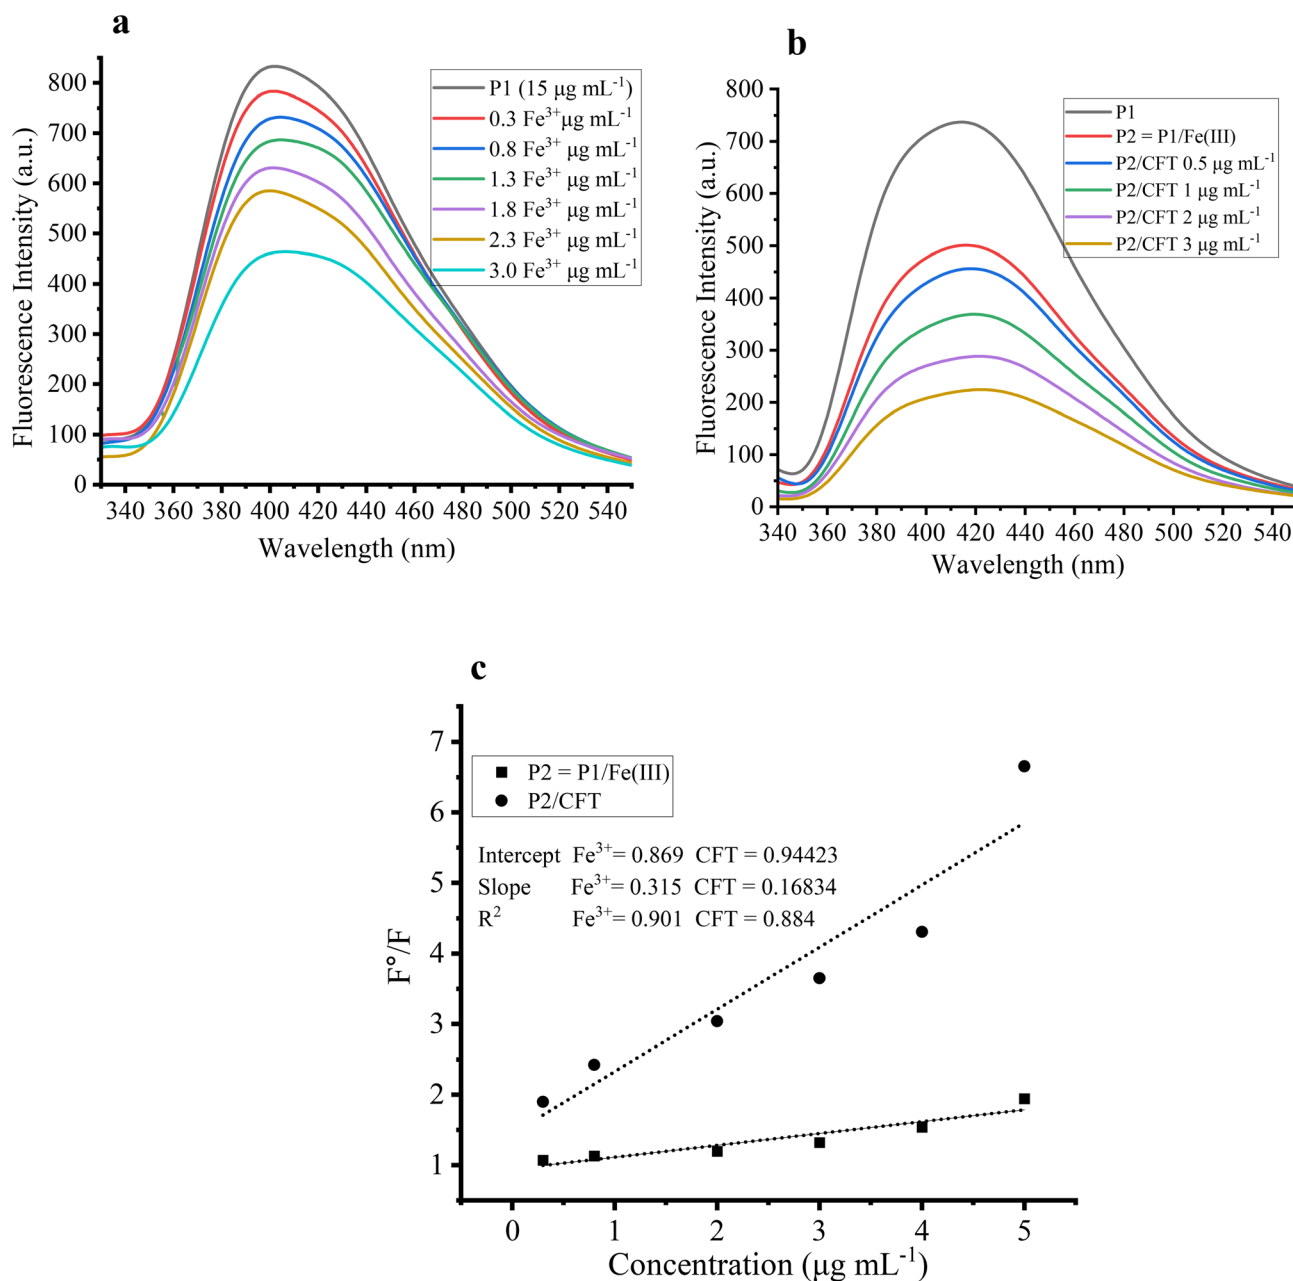 a
800
700
600
500
400
300
200
100
0
Fluorescence Intensity (a.u.)
P1 (15 μg mL⁻¹)
0.3 Fe³⁺μg mL⁻¹
0.8 Fe³⁺ μg mL⁻¹
1.3 Fe³⁺ μg mL⁻¹
1.8 Fe³⁺ μg mL⁻¹
2.3 Fe³⁺ μg mL⁻¹
3.0 Fe³⁺ μg mL⁻¹
340 360 380 400 420 440 460 480 500 520 540
Wavelength (nm)
b
800
700
600
500
400
300
200
100
0
Fluorescence Intensity (a.u.)
P1
P2 = P1/Fe(III)
P2/CFT 0.5 μg mL⁻¹
P2/CFT 1 μg mL⁻¹
P2/CFT 2 μg mL⁻¹
P2/CFT 3 μg mL⁻¹
340 360 380 400 420 440 460 480 500 520 540
Wavelength (nm)
c
7
6
5
4
3
2
1
F°/F
P2 = P1/Fe(III)
P2/CFT
Intercept Fe³⁺= 0.869 CFT = 0.94423
Slope Fe³⁺= 0.315 CFT = 0.16834
R² Fe³⁺= 0.901 CFT = 0.884
0 1 2 3 4 5
Concentration (μg mL⁻¹)